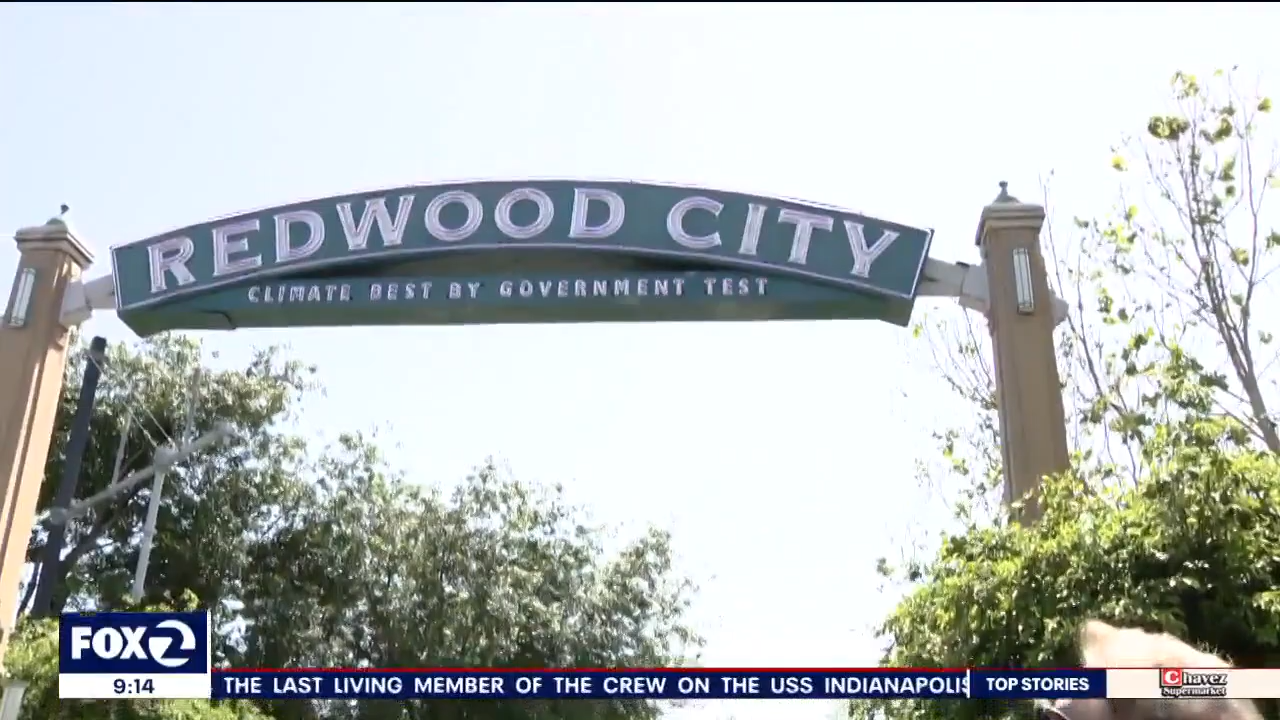 REDWOOD CITY
CLIMATE BEST BY GOVERNMENT TEST
FOX 2
9:14
THE LAST LIVING MEMBER OF THE CREW ON THE USS INDIANAPOLIS
TOP STORIES
Chavez
Supermarket